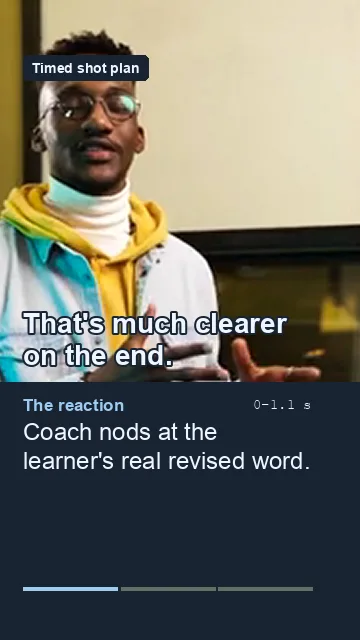 Timed shot plan
That's much clearer
on the end.
The reaction
0–1.1 s
Coach nods at the
learner's real revised word.